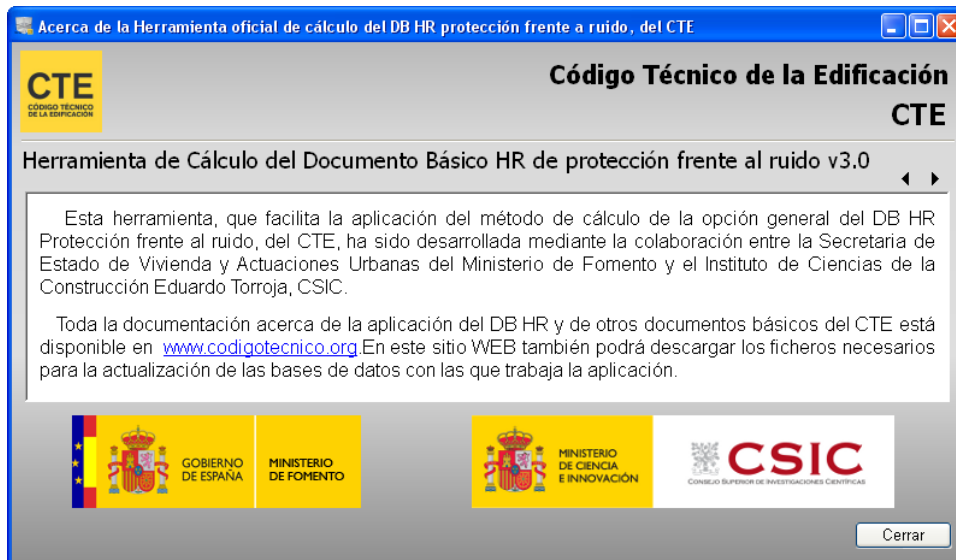 Acerca de la Herramienta oficial de cálculo del DB HR protección frente a ruido, del CTE
CTE
CÓDIGO TÉCNICO
DE LA EDIFICACIÓN
Código Técnico de la Edificación
CTE
Herramienta de Cálculo del Documento Básico HR de protección frente al ruido v3.0
Esta herramienta, que facilita la aplicación del método de cálculo de la opción general del DB HR
Protección frente al ruido, del CTE, ha sido desarrollada mediante la colaboración entre la Secretaria de
Estado de Vivienda y Actuaciones Urbanas del Ministerio de Fomento y el Instituto de Ciencias de la
Construcción Eduardo Torroja, CSIC.
Toda la documentación acerca de la aplicación del DB HR y de otros documentos básicos del CTE está
disponible en www.codigotecnico.org.En este sitio WEB también podrá descargar los ficheros necesarios
para la actualización de las bases de datos con las que trabaja la aplicación.
GOBIERNO
DE ESPAÑA
MINISTERIO
DE FOMENTO
MINISTERIO
DE CIENCIA
E INNOVACIÓN
CSIC
CONSEJO SUPERIOR DE INVESTIGACIONES CIENTÍFICAS
Cerrar